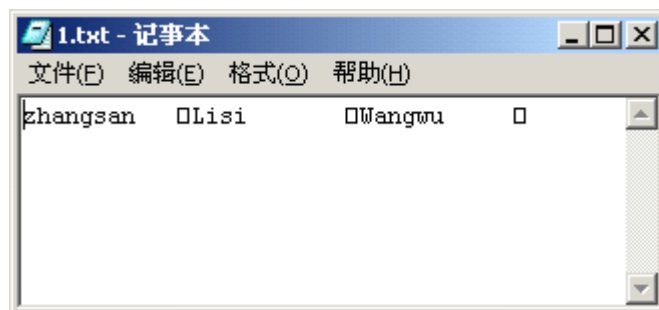 1.txt - 记事本
文件(F) 编辑(E) 格式(O) 帮助(H)
zhangsan □Lisi □Wangwu □